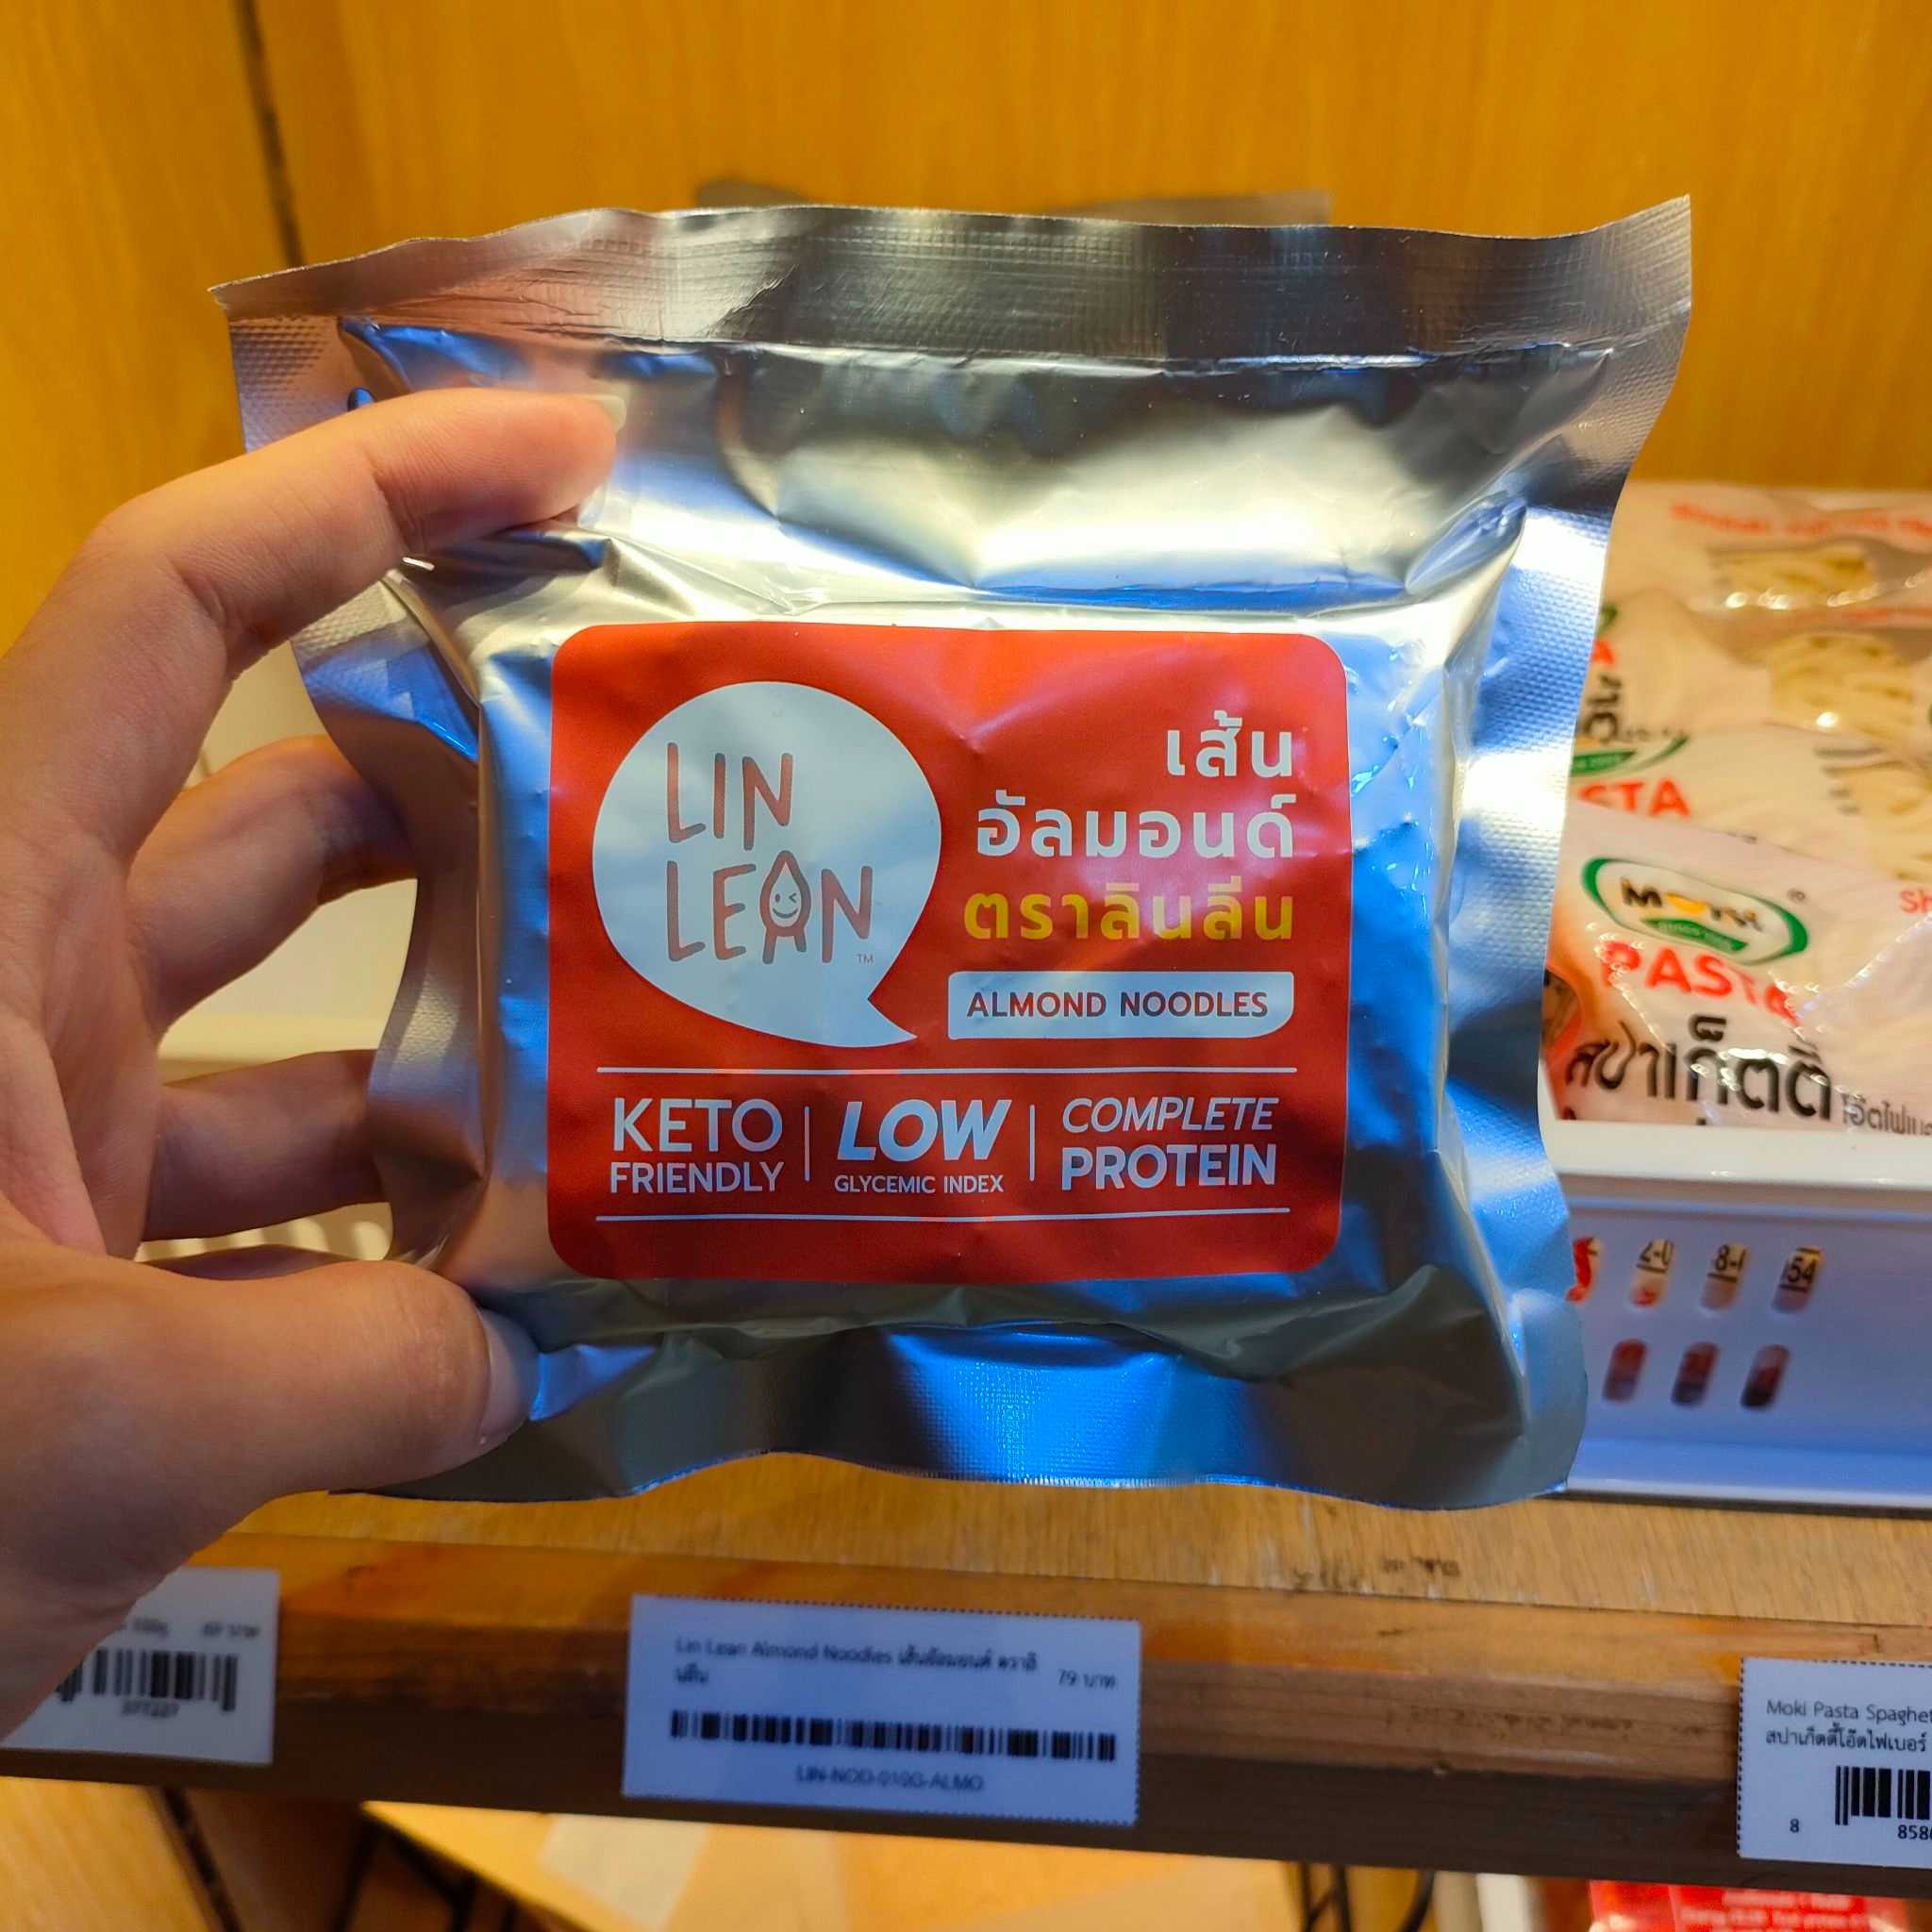 LIN
LEAN
TM
เส้น
อัลมอนด์
ตราลินลีน
ALMOND NOODLES
KETO
FRIENDLY
LOW
GLYCEMIC INDEX
COMPLETE
PROTEIN
MOKI
PASTA
สปาเก็ตตี้
Lin Lean Almond Noodles เส้นอัลมอนด์ ตราลิ
นลีน
79 บาท
LIN-NOD-010G-ALMO
Moki Pasta
สปาเก็ตตี้โอ๊ตไฟเบอร์
8